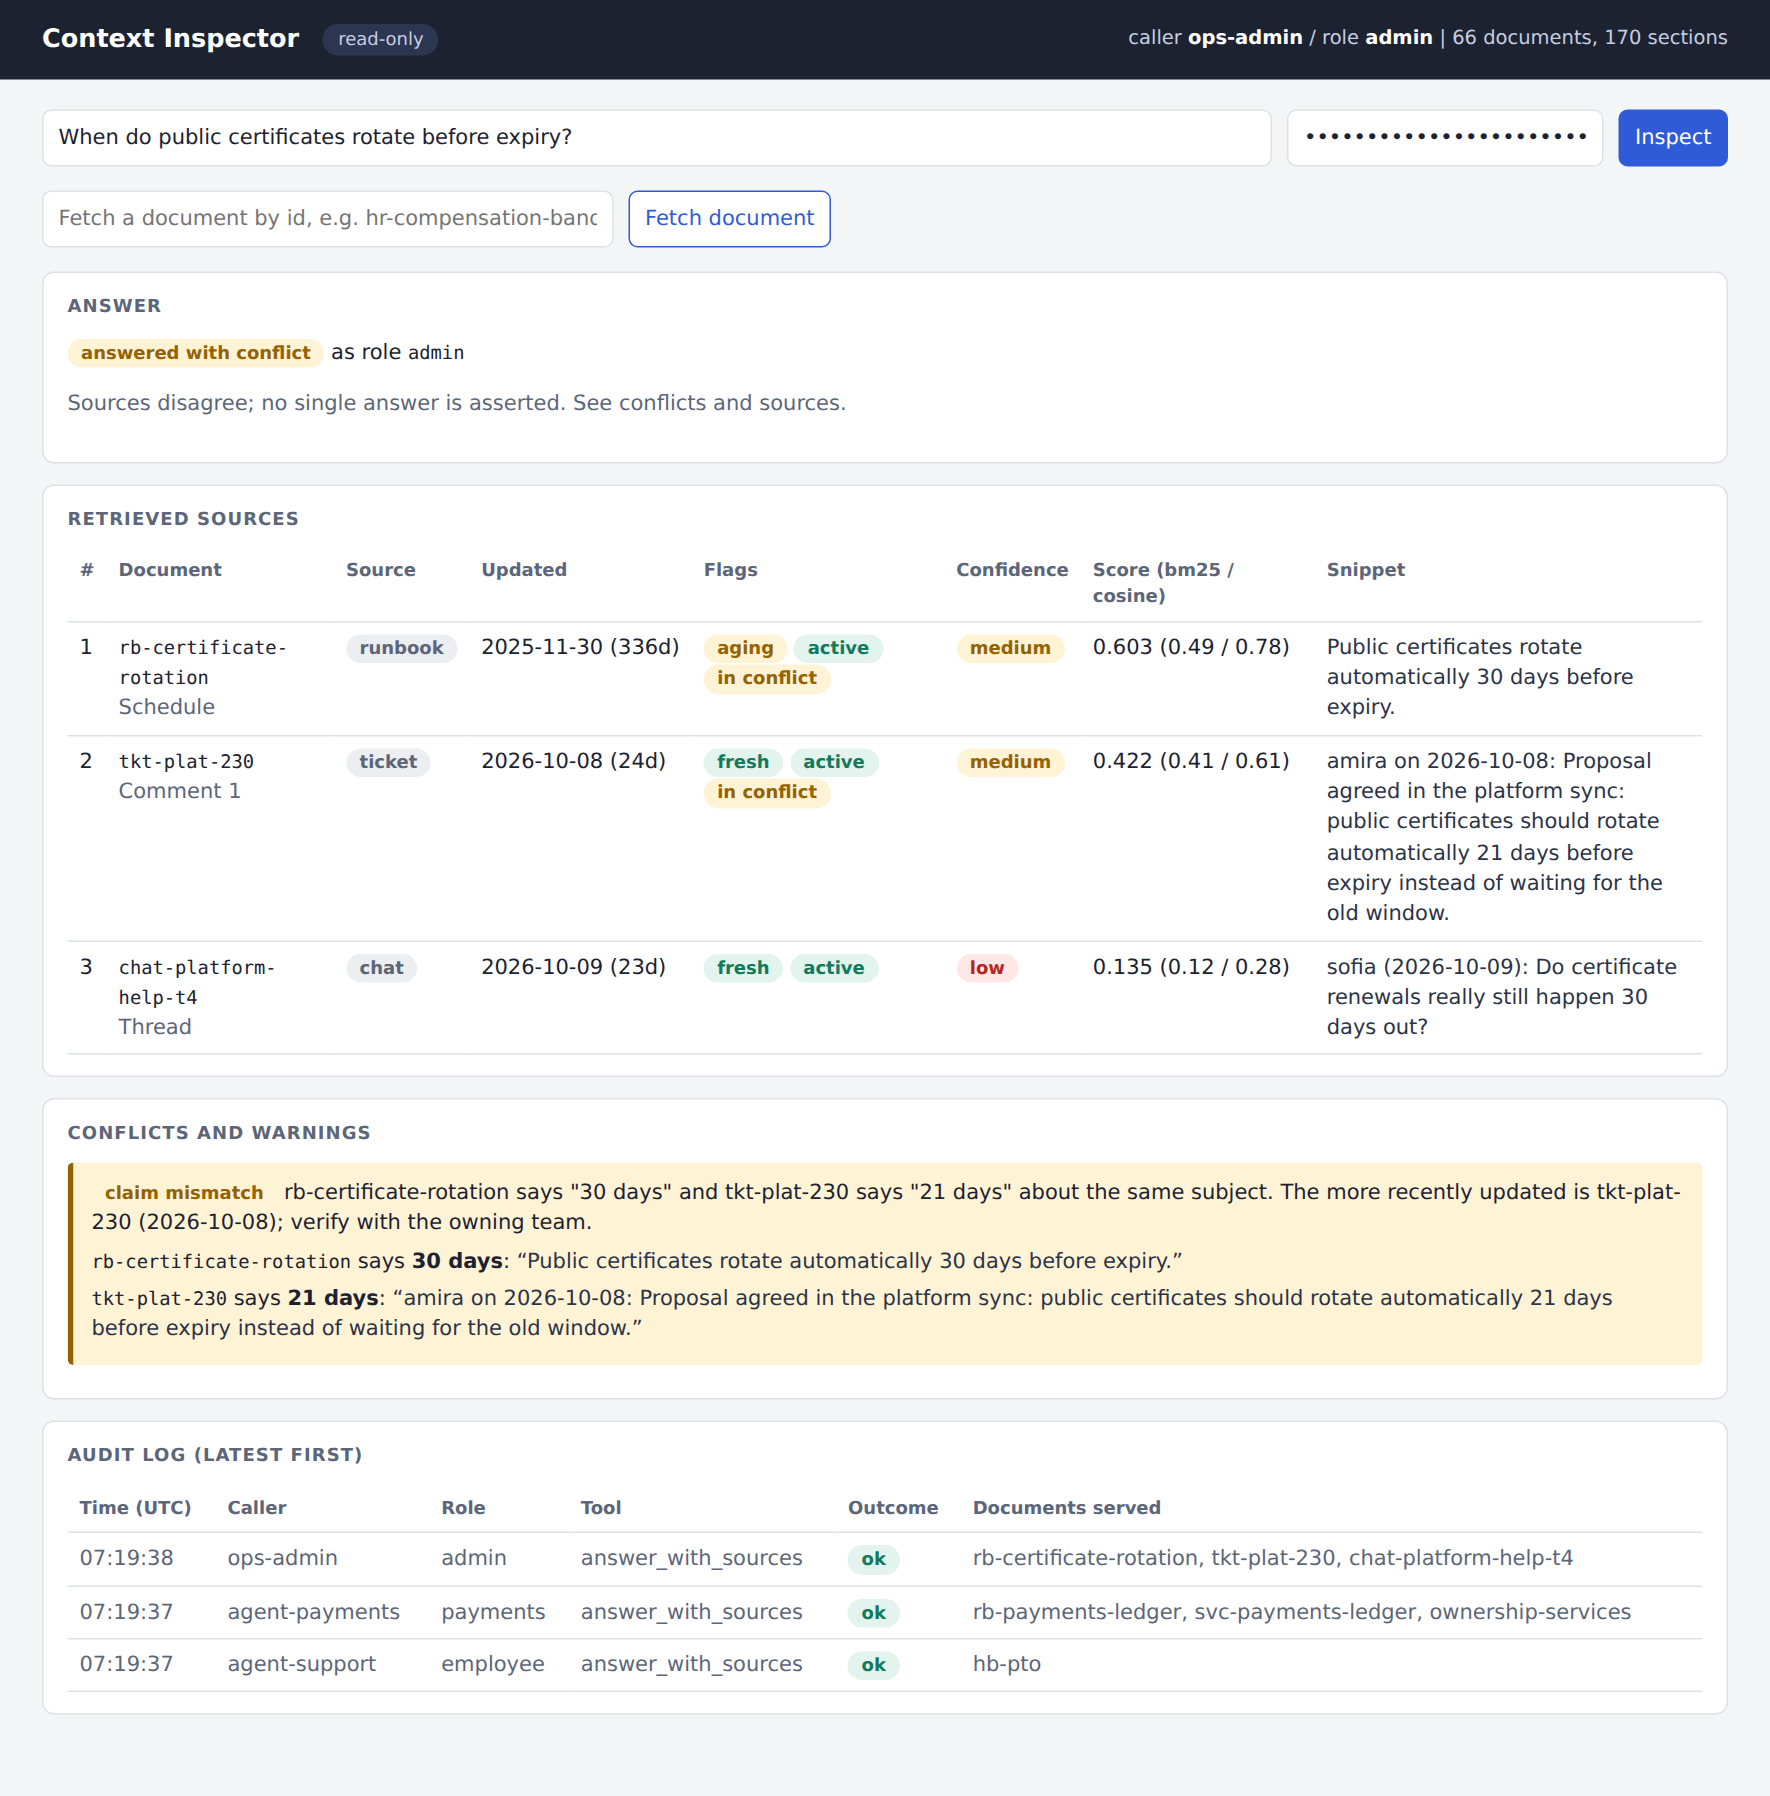 Context Inspector read-only caller ops-admin / role admin | 66 documents, 170 sections
When do public certificates rotate before expiry? ••••••••••••••••••••••• Inspect
Fetch a document by id, e.g. hr-compensation-banc Fetch document
ANSWER
answered with conflict as role admin
Sources disagree; no single answer is asserted. See conflicts and sources.
RETRIEVED SOURCES
# Document Source Updated Flags Confidence Score (bm25 / Snippet
cosine)
1 rb-certificate- runbook 2025-11-30 (336d) aging active medium 0.603 (0.49 / 0.78) Public certificates rotate
rotation in conflict automatically 30 days before
Schedule expiry.
2 tkt-plat-230 ticket 2026-10-08 (24d) fresh active medium 0.422 (0.41 / 0.61) amira on 2026-10-08: Proposal
Comment 1 in conflict agreed in the platform sync:
public certificates should rotate
automatically 21 days before
expiry instead of waiting for the
old window.
3 chat-platform- chat 2026-10-09 (23d) fresh active low 0.135 (0.12 / 0.28) sofia (2026-10-09): Do certificate
help-t4 renewals really still happen 30
Thread days out?
CONFLICTS AND WARNINGS
claim mismatch rb-certificate-rotation says "30 days" and tkt-plat-230 says "21 days" about the same subject. The more recently updated is tkt-plat-
230 (2026-10-08); verify with the owning team.
rb-certificate-rotation says 30 days: “Public certificates rotate automatically 30 days before expiry.”
tkt-plat-230 says 21 days: “amira on 2026-10-08: Proposal agreed in the platform sync: public certificates should rotate automatically 21 days
before expiry instead of waiting for the old window.”
AUDIT LOG (LATEST FIRST)
Time (UTC) Caller Role Tool Outcome Documents served
07:19:38 ops-admin admin answer_with_sources ok rb-certificate-rotation, tkt-plat-230, chat-platform-help-t4
07:19:37 agent-payments payments answer_with_sources ok rb-payments-ledger, svc-payments-ledger, ownership-services
07:19:37 agent-support employee answer_with_sources ok hb-pto